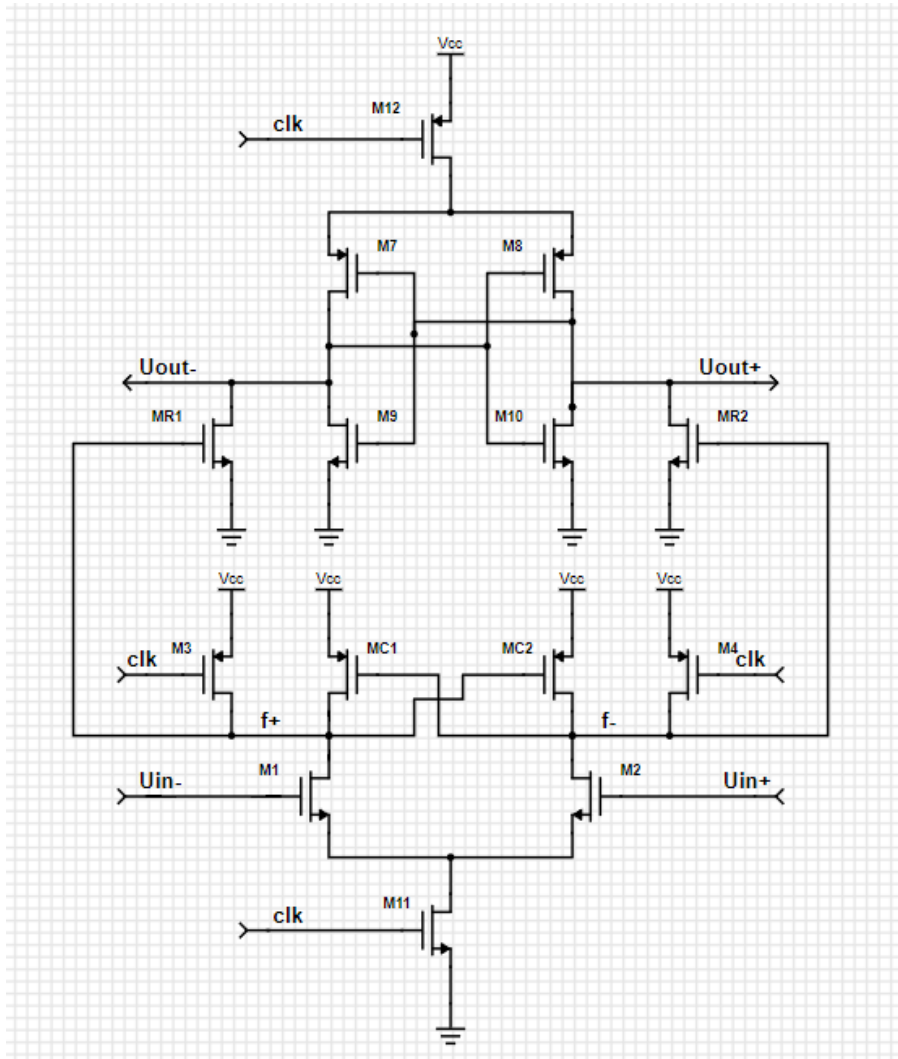 Vcc
M12
clk
M7
M8
Uout-
Uout+
MR1
M9
M10
MR2
Vcc
Vcc
Vcc
Vcc
M3
MC1
MC2
M4
clk
clk
f+
f-
M1
M2
Uin-
Uin+
M11
clk